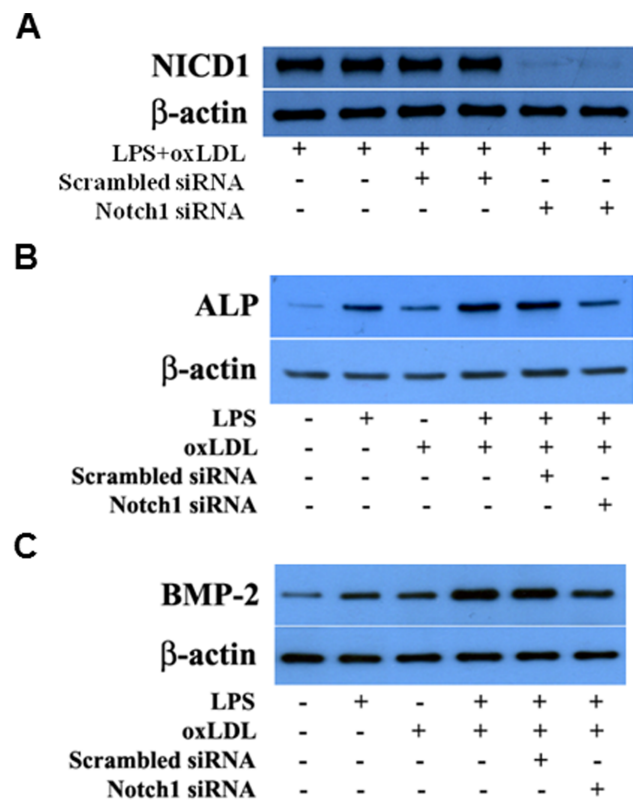 A
NICD1
β-actin
LPS+oxLDL + + + + + +
Scrambled siRNA - - + + - -
Notch1 siRNA - - - - + +
B
ALP
β-actin
LPS - + - + + +
oxLDL - - + + + +
Scrambled siRNA - - - - + -
Notch1 siRNA - - - - - +
C
BMP-2
β-actin
LPS - + - + + +
oxLDL - - + + + +
Scrambled siRNA - - - - + -
Notch1 siRNA - - - - - +